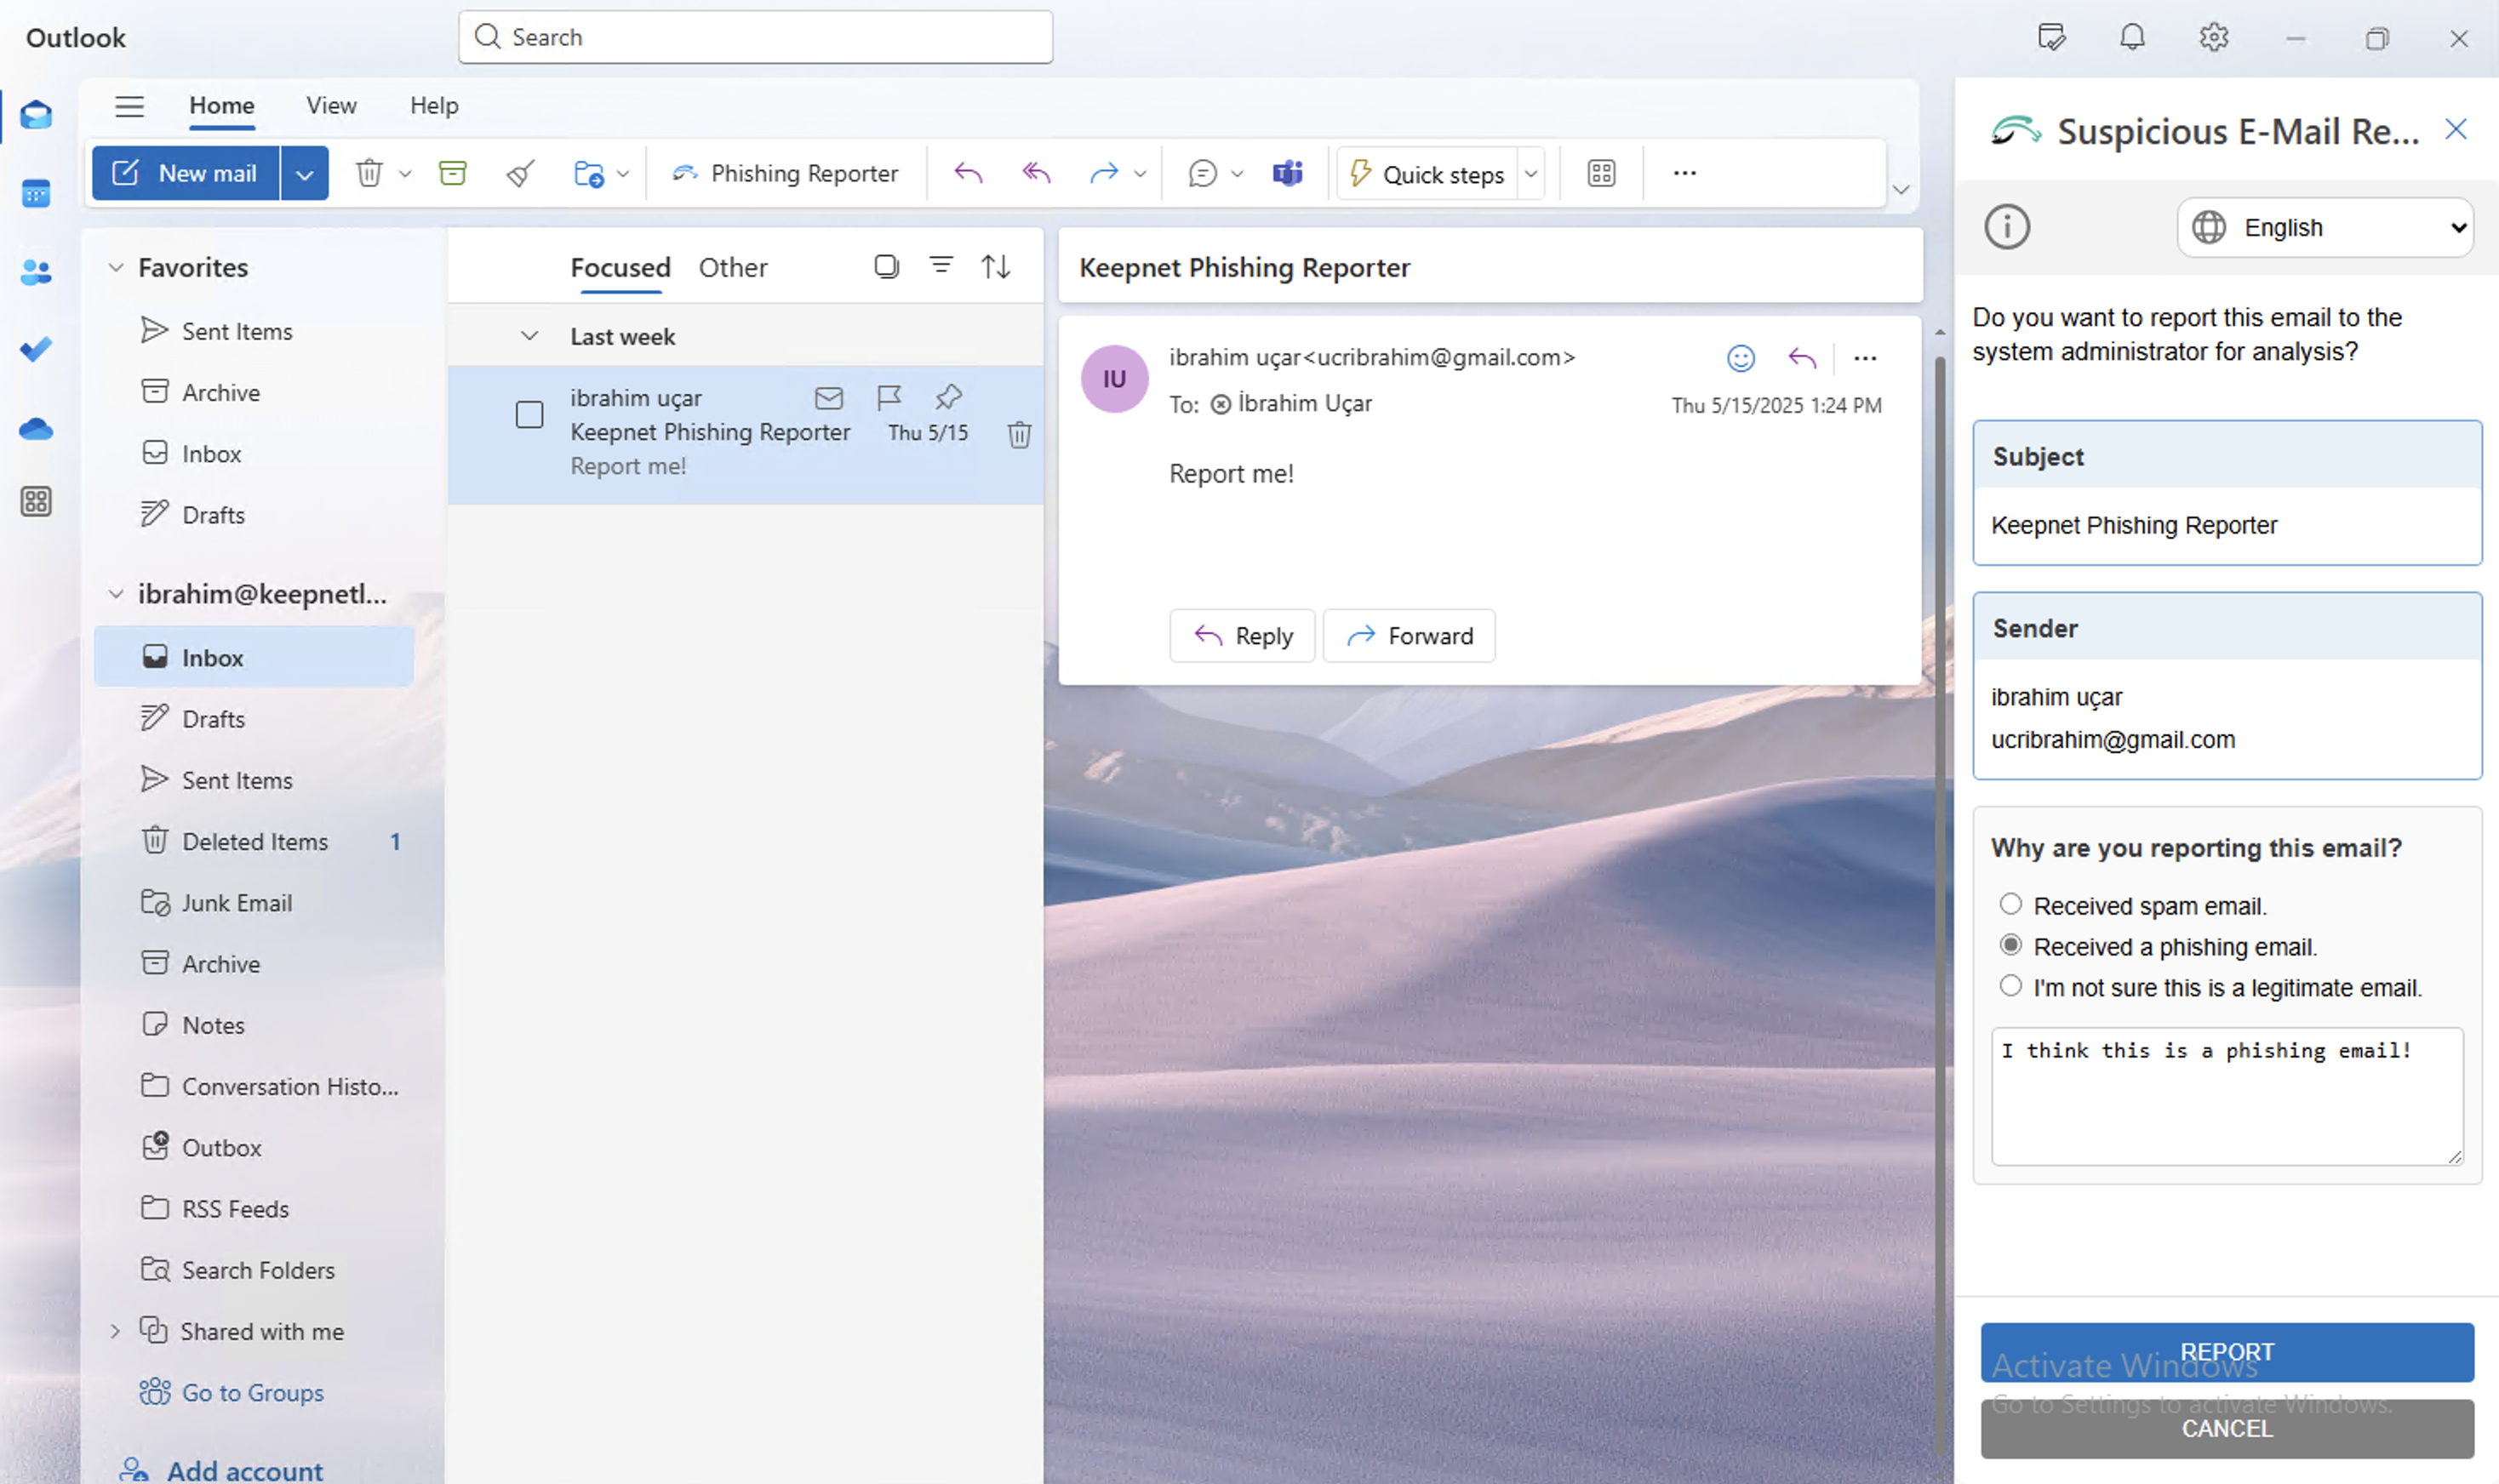 Outlook
Search
Home View Help
New mail
Phishing Reporter
Quick steps
Suspicious E-Mail Re...
English
Favorites
Sent Items
Archive
Inbox
Drafts
ibrahim@keepnetl...
Inbox
Drafts
Sent Items
Deleted Items 1
Junk Email
Archive
Notes
Conversation Histo...
Outbox
RSS Feeds
Search Folders
Shared with me
Go to Groups
Add account
Focused Other
Last week
ibrahim uçar
Keepnet Phishing Reporter Thu 5/15
Report me!
Keepnet Phishing Reporter
IU
ibrahim uçar<ucribrahim@gmail.com>
To: İbrahim Uçar
Thu 5/15/2025 1:24 PM
Report me!
Reply
Forward
Do you want to report this email to the
system administrator for analysis?
Subject
Keepnet Phishing Reporter
Sender
ibrahim uçar
ucribrahim@gmail.com
Why are you reporting this email?
Received spam email.
Received a phishing email.
I'm not sure this is a legitimate email.
I think this is a phishing email!
REPORT
Activate Windows
Go to Settings to activate Windows.
CANCEL